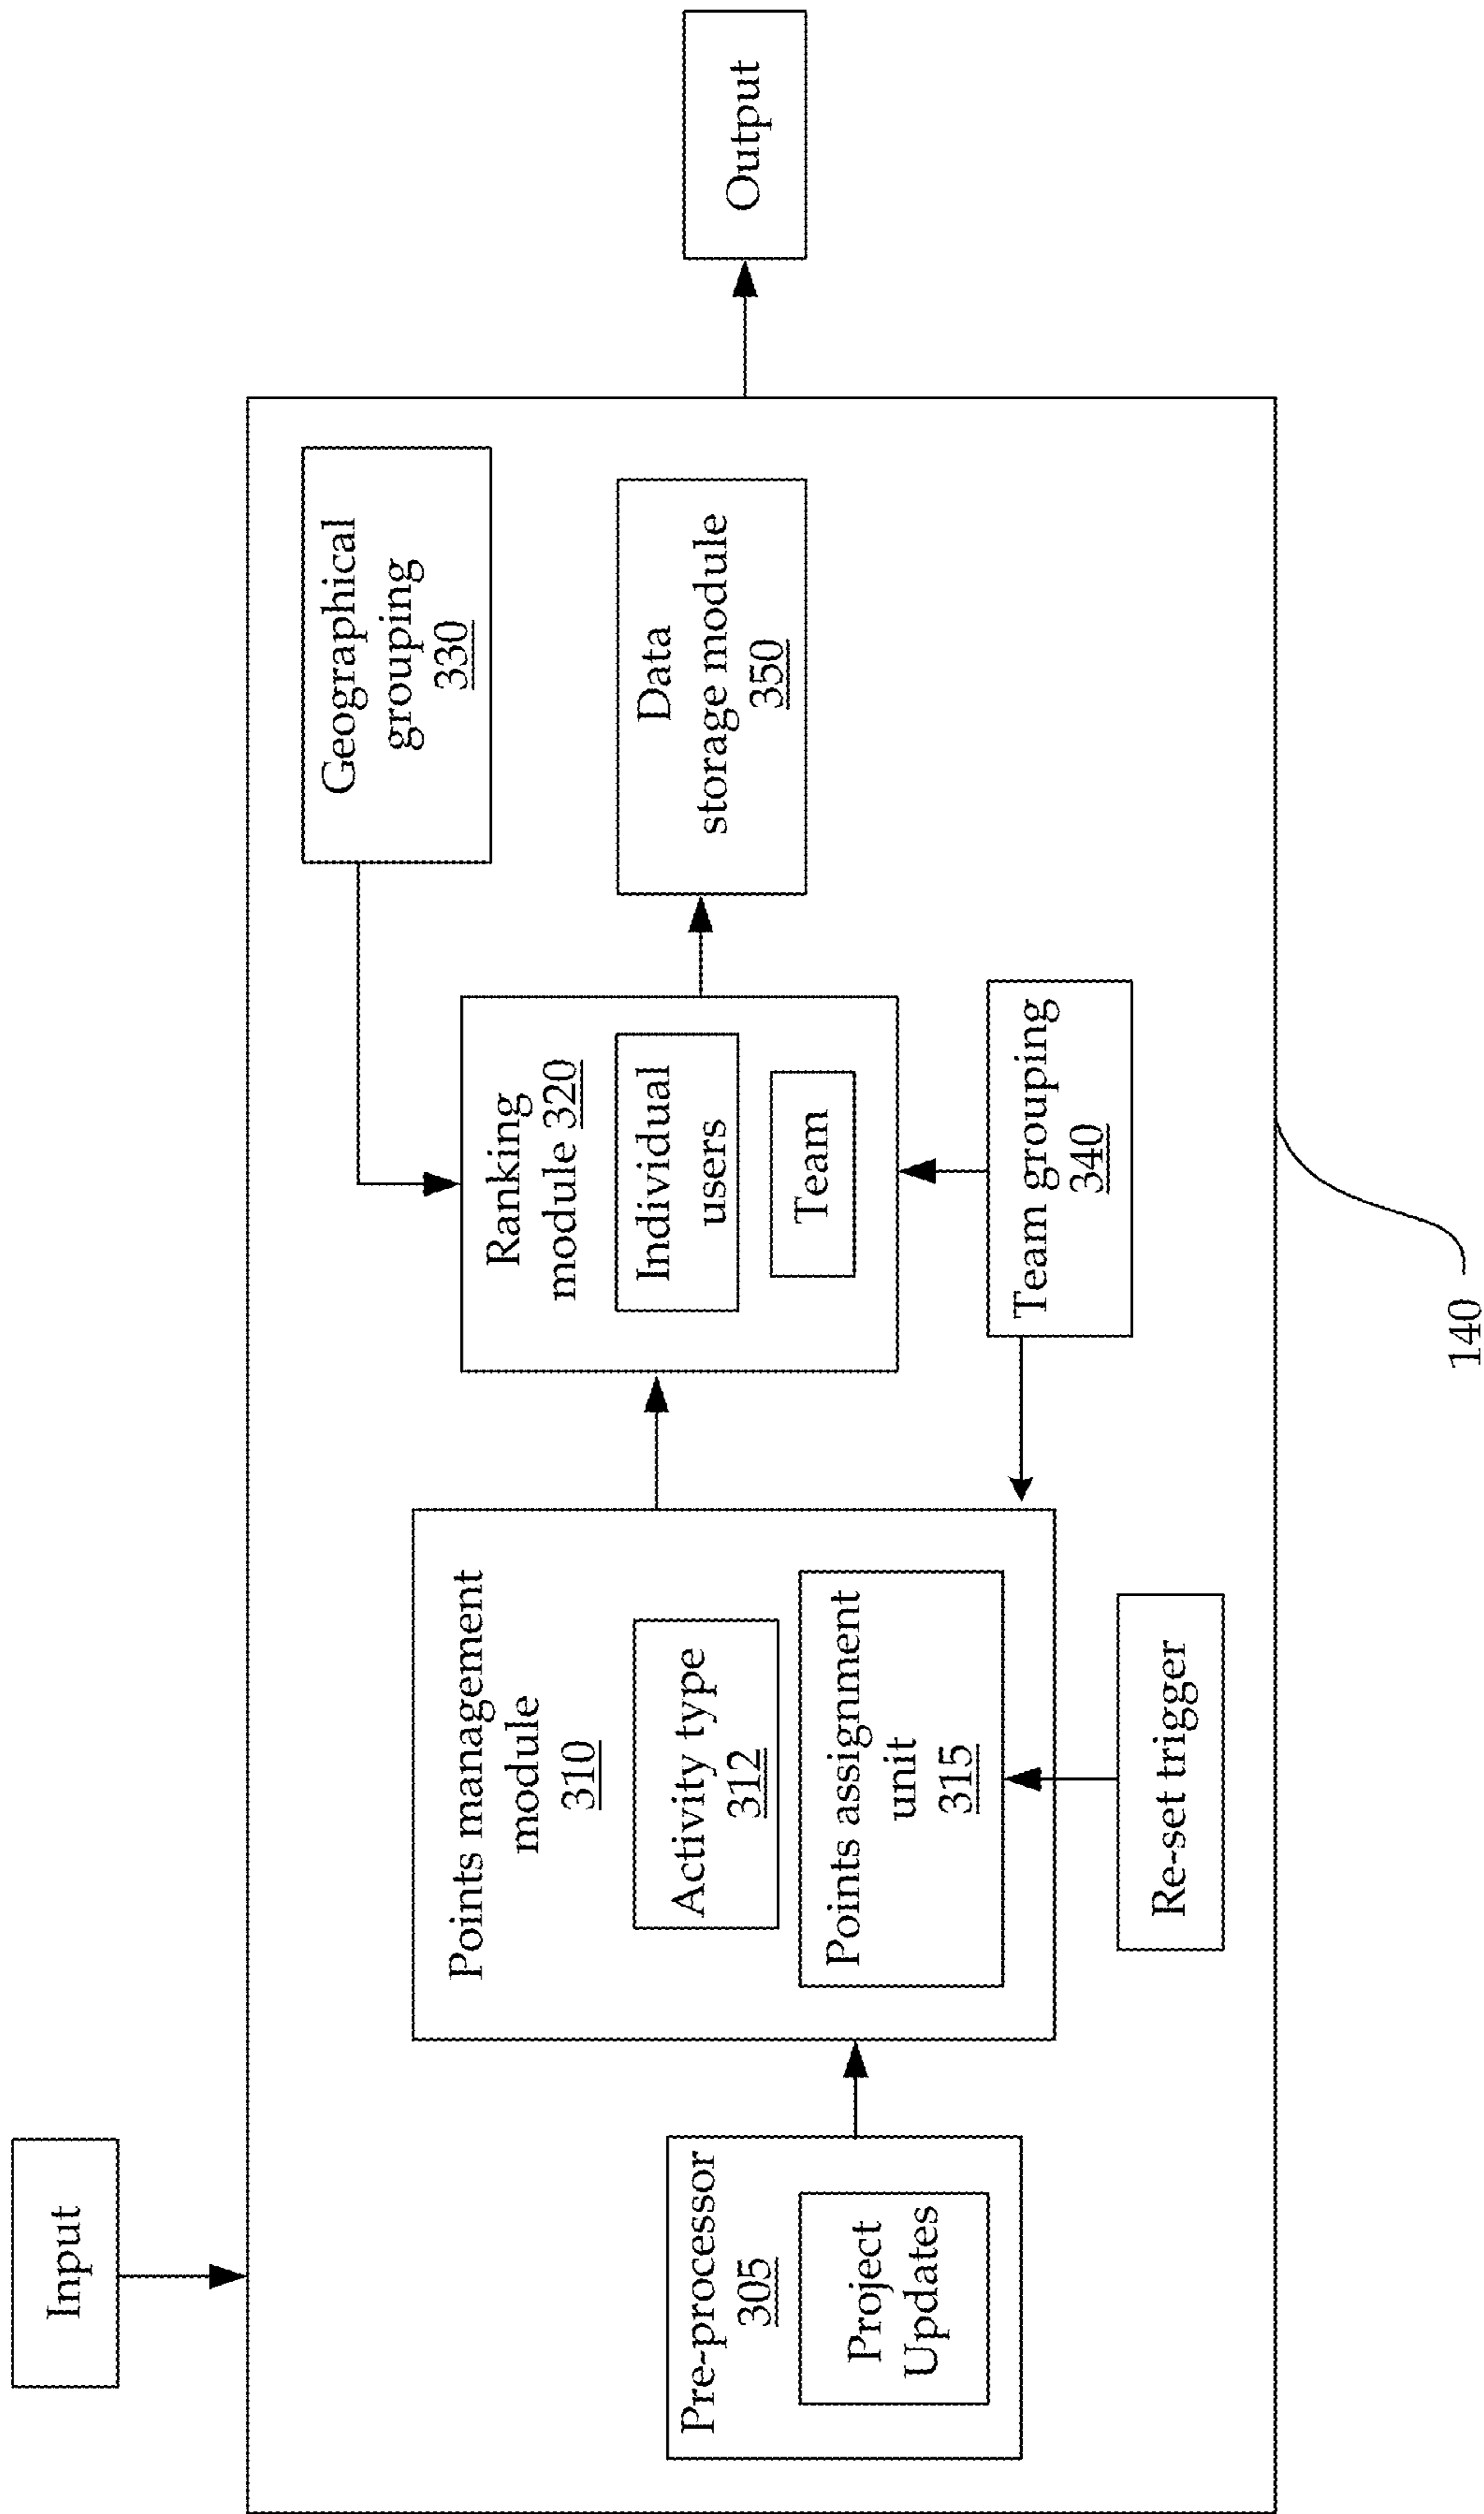 Input
Pre-processor
305
Project
Updates
Points management
module
310
Activity type
312
Points assignment
unit
315
Re-set trigger
Ranking
module 320
Individual
users
Team
Team grouping
340
Geographical
grouping
330
Data
storage module
350
Output
140